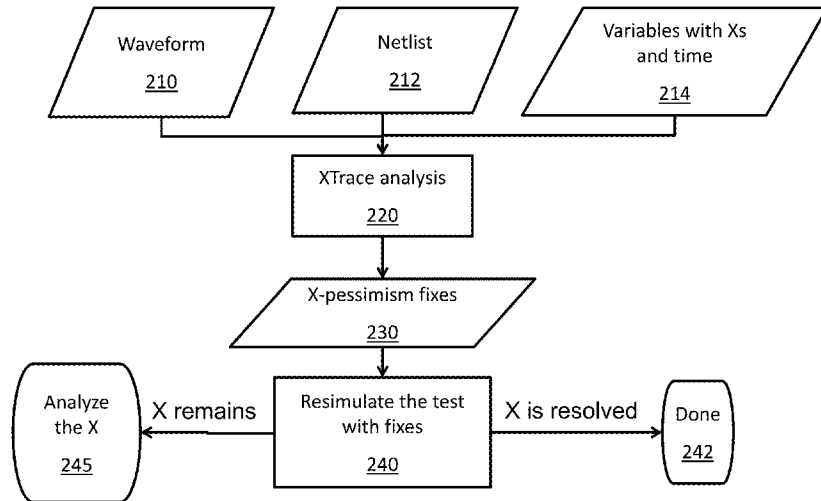 Waveform
210
Netlist
212
Variables with Xs
and time
214
XTrace analysis
220
X-pessimism fixes
230
Analyze
the X
245
X remains
Resimulate the test
with fixes
240
X is resolved
Done
242